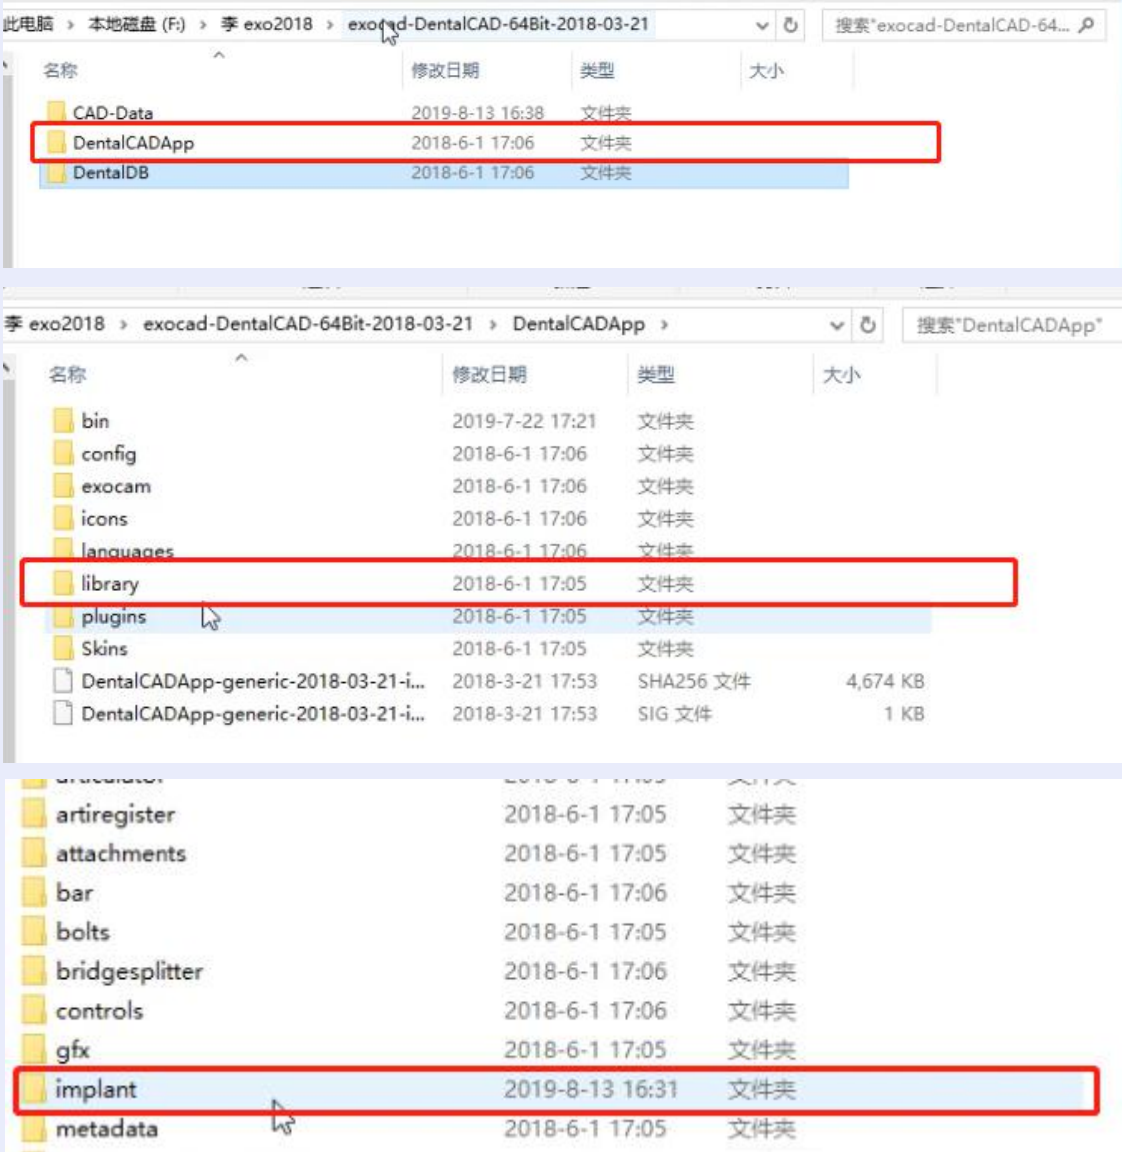 此电脑 › 本地磁盘 (F:) › 李 exo2018 › exocad-DentalCAD-64Bit-2018-03-21 搜索"exocad-DentalCAD-64...
名称 修改日期 类型 大小
CAD-Data 2019-8-13 16:38 文件夹
DentalCADApp 2018-6-1 17:06 文件夹
DentalDB 2018-6-1 17:06 文件夹
李 exo2018 › exocad-DentalCAD-64Bit-2018-03-21 › DentalCADApp › 搜索"DentalCADApp"
名称 修改日期 类型 大小
bin 2019-7-22 17:21 文件夹
config 2018-6-1 17:06 文件夹
exocam 2018-6-1 17:06 文件夹
icons 2018-6-1 17:06 文件夹
languages 2018-6-1 17:06 文件夹
library 2018-6-1 17:05 文件夹
plugins 2018-6-1 17:05 文件夹
Skins 2018-6-1 17:05 文件夹
DentalCADApp-generic-2018-03-21-i... 2018-3-21 17:53 SHA256 文件 4,674 KB
DentalCADApp-generic-2018-03-21-i... 2018-3-21 17:53 SIG 文件 1 KB
artiregister 2018-6-1 17:05 文件夹
attachments 2018-6-1 17:05 文件夹
bar 2018-6-1 17:06 文件夹
bolts 2018-6-1 17:05 文件夹
bridgesplitter 2018-6-1 17:06 文件夹
controls 2018-6-1 17:06 文件夹
gfx 2018-6-1 17:05 文件夹
implant 2019-8-13 16:31 文件夹
metadata 2018-6-1 17:05 文件夹